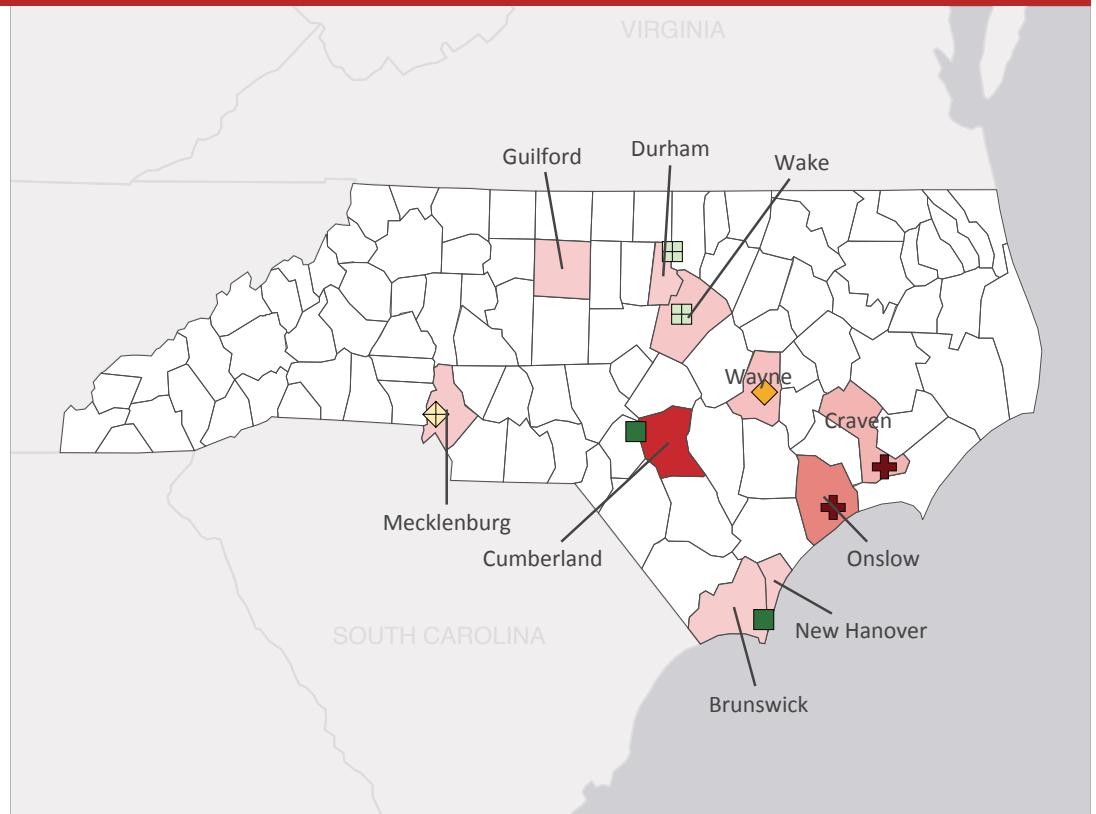 VIRGINIA
Guilford
Durham
Wake
Wayne
Craven
Mecklenburg
Cumberland
Onslow
New Hanover
SOUTH CAROLINA
Brunswick